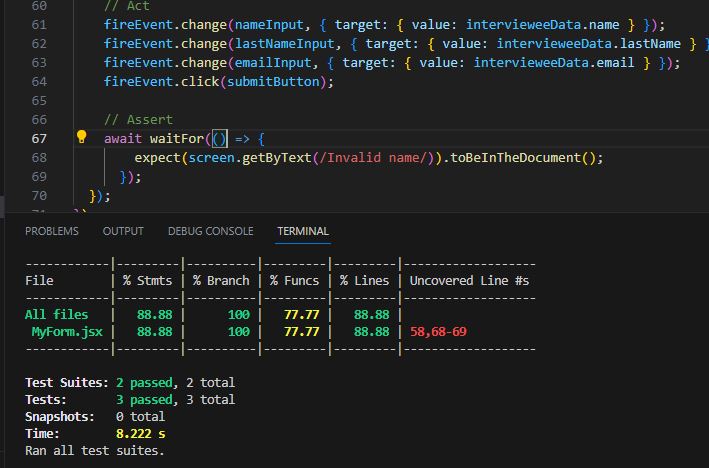 60 // Act
61 fireEvent.change(nameInput, { target: { value: intervieweeData.name } });
62 fireEvent.change(lastNameInput, { target: { value: intervieweeData.lastName } }
63 fireEvent.change(emailInput, { target: { value: intervieweeData.email } });
64 fireEvent.click(submitButton);
65
66 // Assert
67 await waitFor(() => {
68 expect(screen.getByText(/Invalid name/)).toBeInTheDocument();
69 });
70 });
71 })
PROBLEMS OUTPUT DEBUG CONSOLE TERMINAL
------------|---------|----------|---------|---------|-------------------
File | % Stmts | % Branch | % Funcs | % Lines | Uncovered Line #s
------------|---------|----------|---------|---------|-------------------
All files | 88.88 | 100 | 77.77 | 88.88 |
MyForm.jsx | 88.88 | 100 | 77.77 | 88.88 | 58,68-69
------------|---------|----------|---------|---------|-------------------
Test Suites: 2 passed, 2 total
Tests: 3 passed, 3 total
Snapshots: 0 total
Time: 8.222 s
Ran all test suites.